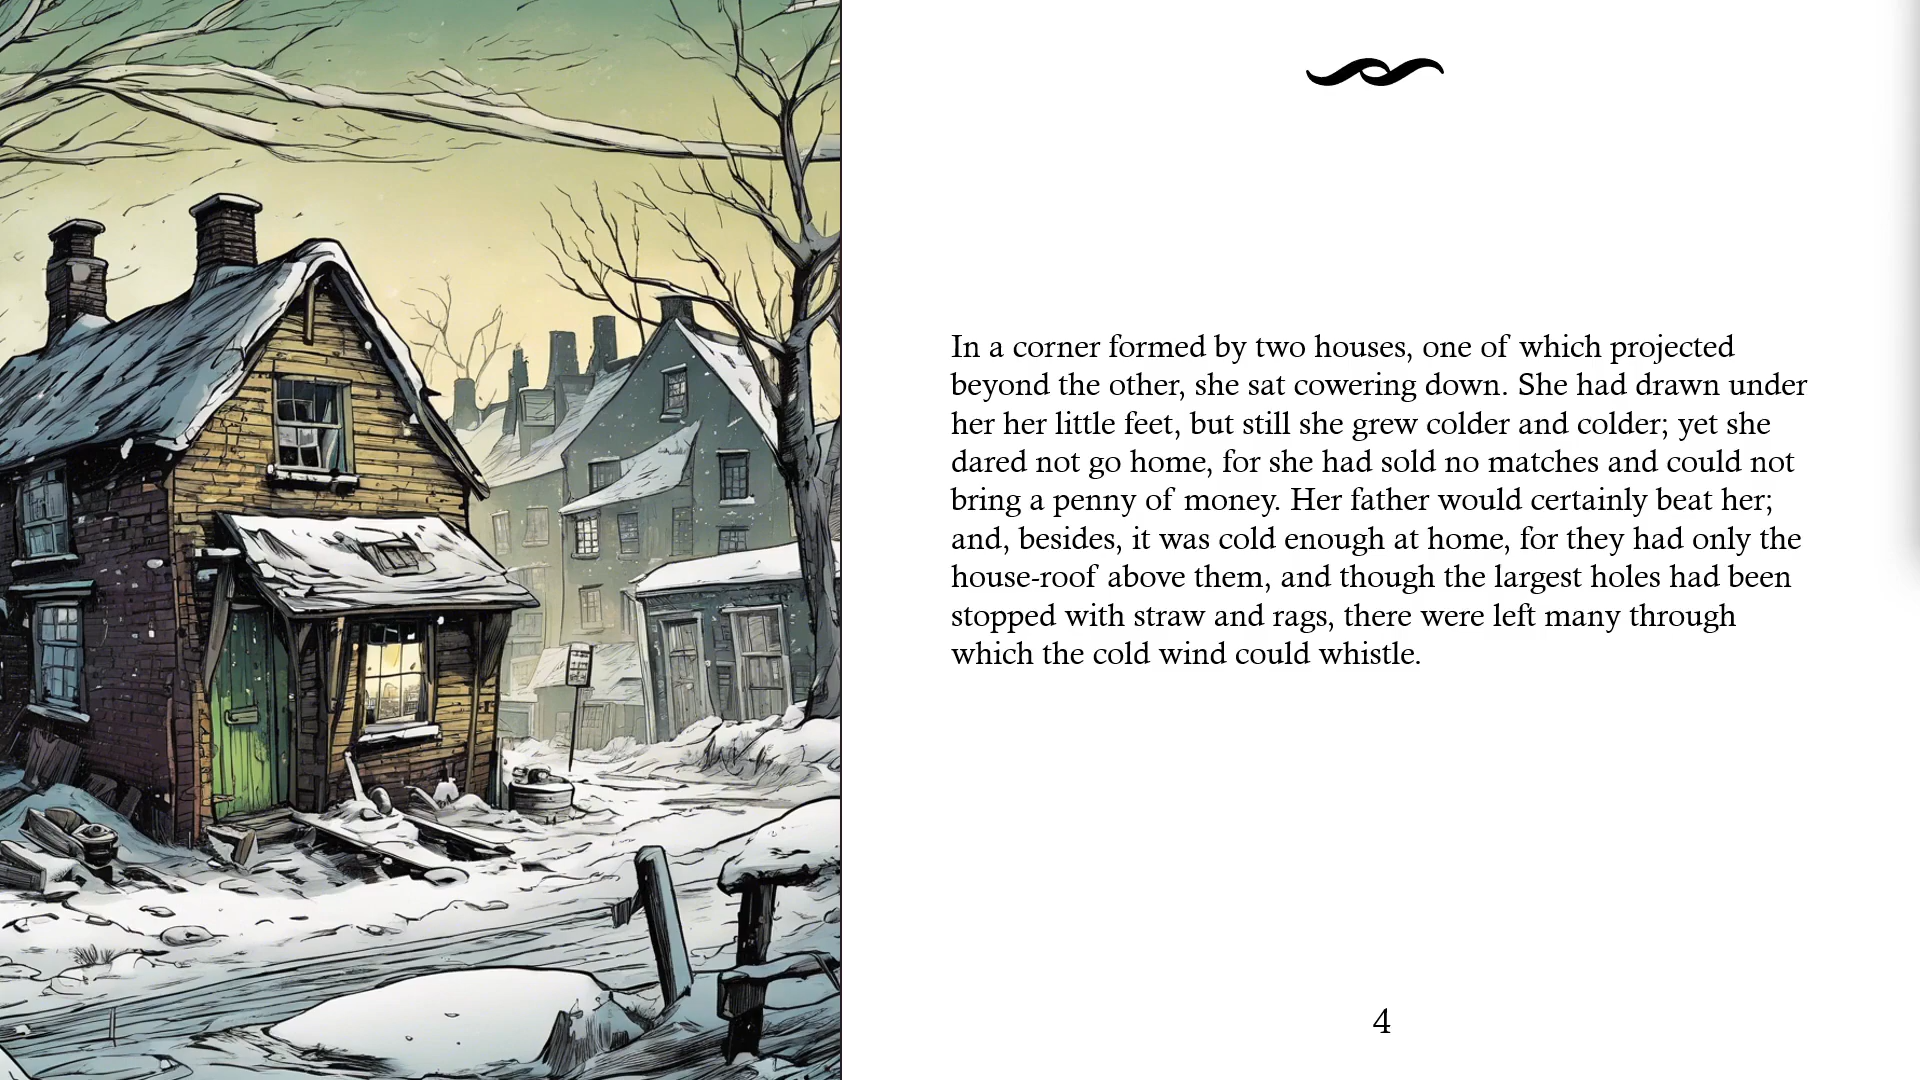 In a corner formed by two houses, one of which projected
beyond the other, she sat cowering down. She had drawn under
her her little feet, but still she grew colder and colder; yet she
dared not go home, for she had sold no matches and could not
bring a penny of money. Her father would certainly beat her;
and, besides, it was cold enough at home, for they had only the
house-roof above them, and though the largest holes had been
stopped with straw and rags, there were left many through
which the cold wind could whistle.
4